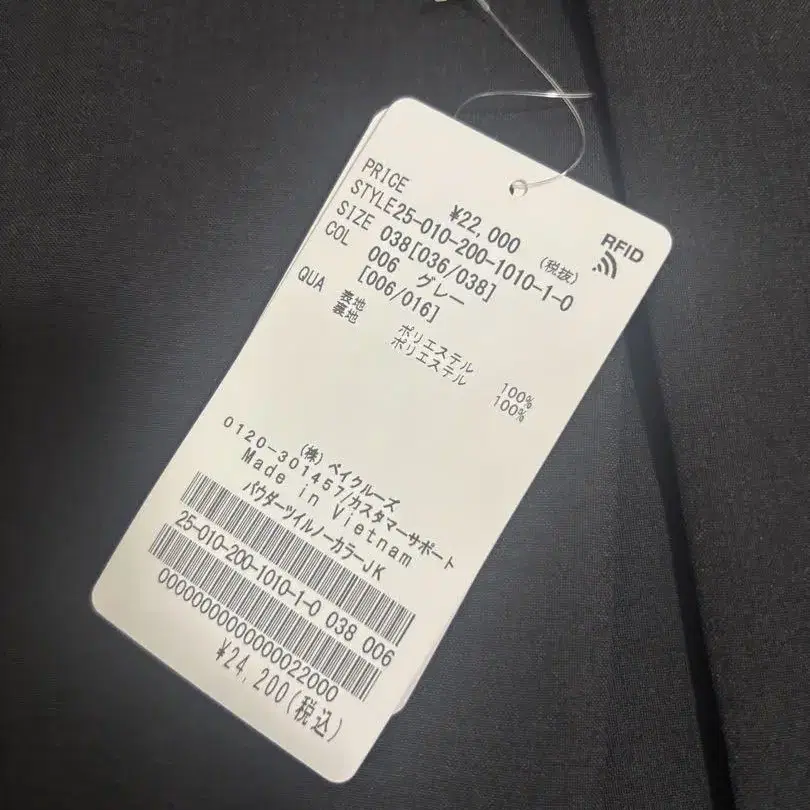 RFID
PRICE ¥22,000 (税抜)
STYLE25-010-200-1010-1-0
SIZE 038[036/038]
COL 006 グレー
[006/016]
QUA 表地 ポリエステル 100%
裏地 ポリエステル 100%
(株) ベイクルーズ
0120-301457/カスタマーサポート
Made in Vietnam
パウダーツイルノーカラーJK
25-010-200-1010-1-0 038 006
0000000000000022000
¥24,200(税込)